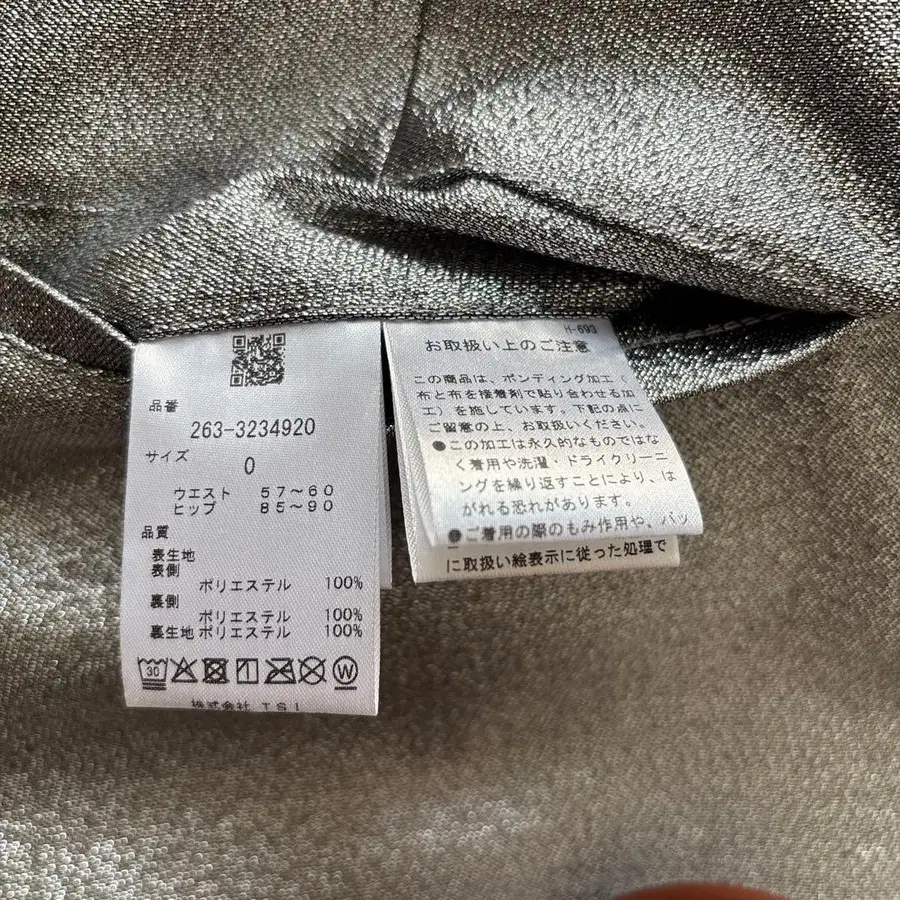 品番
263-3234920
サイズ
0
ウエスト 57～60
ヒップ 85～90
品質
表生地
表側
ポリエステル 100%
裏側
ポリエステル 100%
裏生地 ポリエステル 100%
30
W
株式会社 TSI
H-693
お取扱い上のご注意
この商品は、ボンディング加工（
布と布を接着剤で貼り合わせる加
工）を施しています。下記の点に
ご留意の上、お取扱いください。
●この加工は永久的なものではな
く着用や洗濯・ドライクリーニ
ングを繰り返すことにより、は
がれる恐れがあります。
●ご着用の際のもみ作用や、バッ
に取扱い絵表示に従った処理で